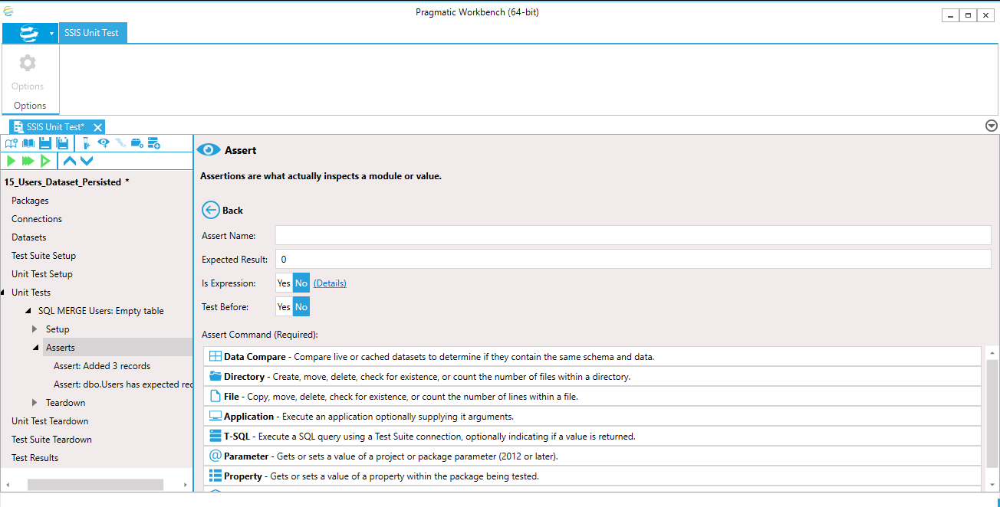 Pragmatic Workbench (64-bit)
SSIS Unit Test
Options
Options
SSIS Unit Test*
15_Users_Dataset_Persisted *
Packages
Connections
Datasets
Test Suite Setup
Unit Test Setup
Unit Tests
SQL MERGE Users: Empty table
Setup
Asserts
Assert: Added 3 records
Assert: dbo.Users has expected rec
Teardown
Unit Test Teardown
Test Suite Teardown
Test Results
Assert
Assertions are what actually inspects a module or value.
Back
Assert Name:
Expected Result: 0
Is Expression: Yes No (Details)
Test Before: Yes No
Assert Command (Required):
Data Compare - Compare live or cached datasets to determine if they contain the same schema and data.
Directory - Create, move, delete, check for existence, or count the number of files within a directory.
File - Copy, move, delete, check for existence, or count the number of lines within a file.
Application - Execute an application optionally supplying it arguments.
T-SQL - Execute a SQL query using a Test Suite connection, optionally indicating if a value is returned.
Parameter - Gets or sets a value of a project or package parameter (2012 or later).
Property - Gets or sets a value of a property within the package being tested.